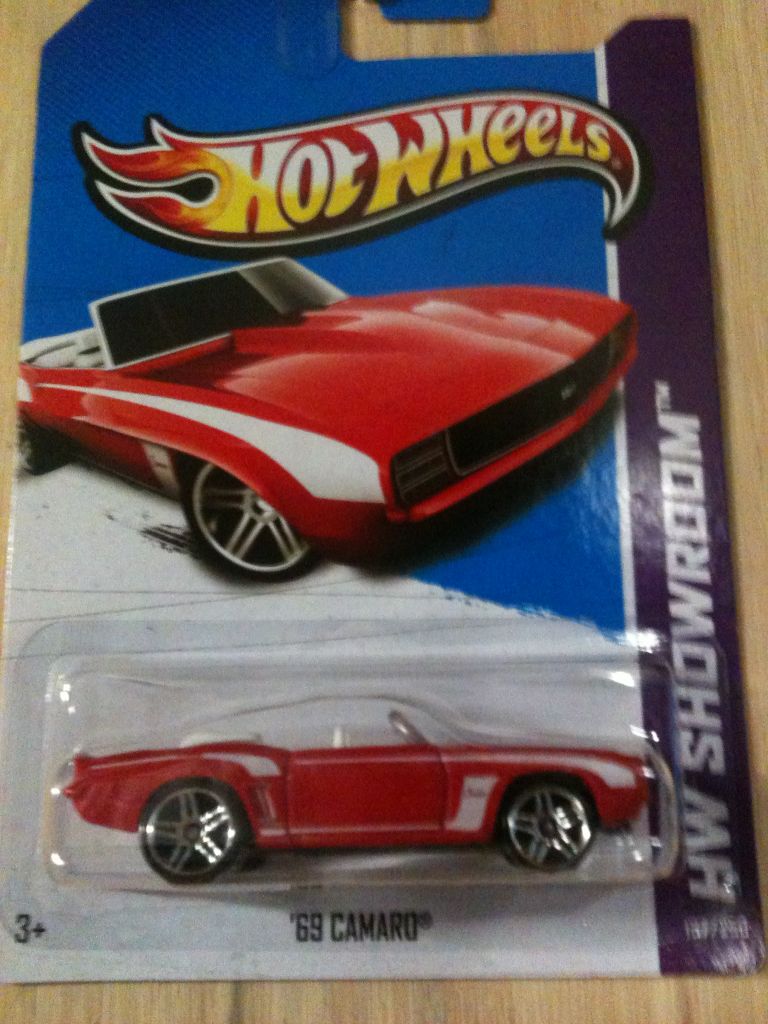 HOT WHEELS
HW SHOWROOM™
3+
'69 CAMARO®